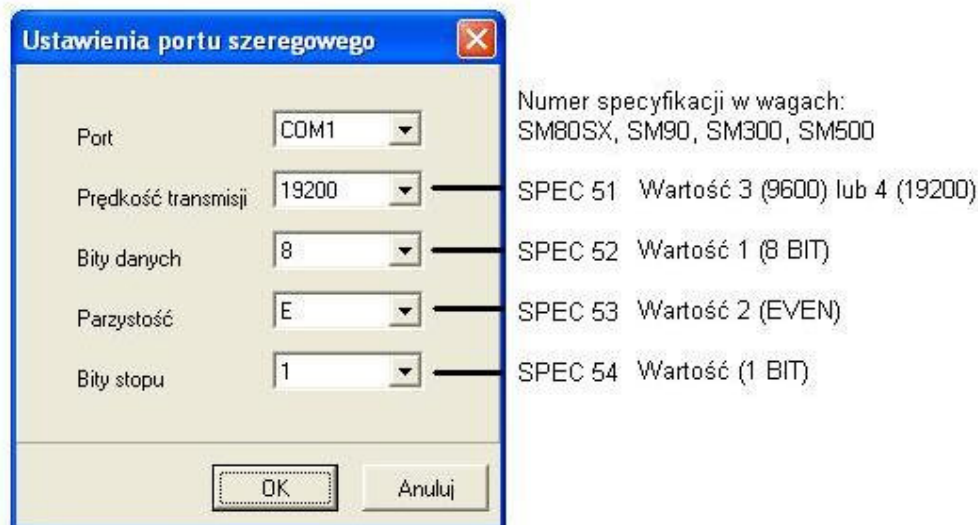 Ustawienia portu szeregowego
Numer specyfikacji w wagach:
SM80SX, SM90, SM300, SM500
Port COM1
Prędkość transmisji 19200 SPEC 51 Wartość 3 (9600) lub 4 (19200)
Bity danych 8 SPEC 52 Wartość 1 (8 BIT)
Parzystość E SPEC 53 Wartość 2 (EVEN)
Bity stopu 1 SPEC 54 Wartość (1 BIT)
OK Anuluj